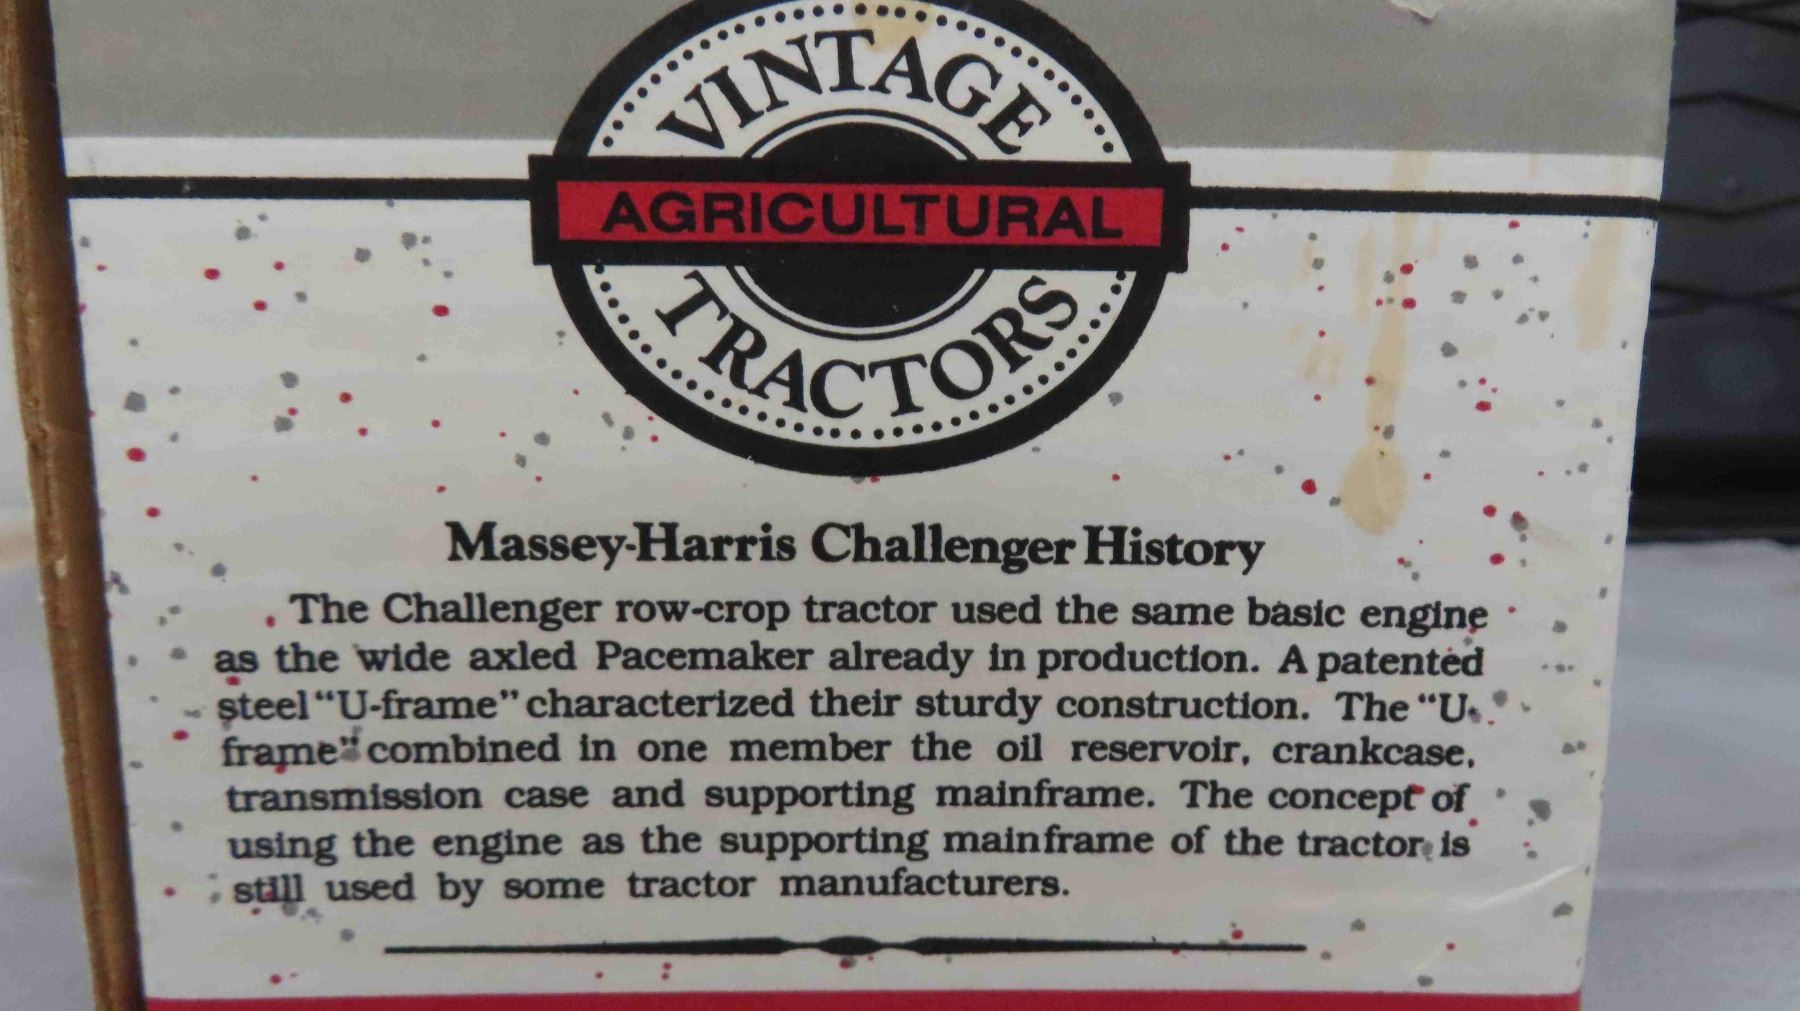 VINTAGE
AGRICULTURAL
TRACTORS
Massey-Harris Challenger History
The Challenger row-crop tractor used the same basic engine
as the wide axled Pacemaker already in production. A patented
steel "U-frame" characterized their sturdy construction. The "U-
frame" combined in one member the oil reservoir, crankcase,
transmission case and supporting mainframe. The concept of
using the engine as the supporting mainframe of the tractor is
still used by some tractor manufacturers.